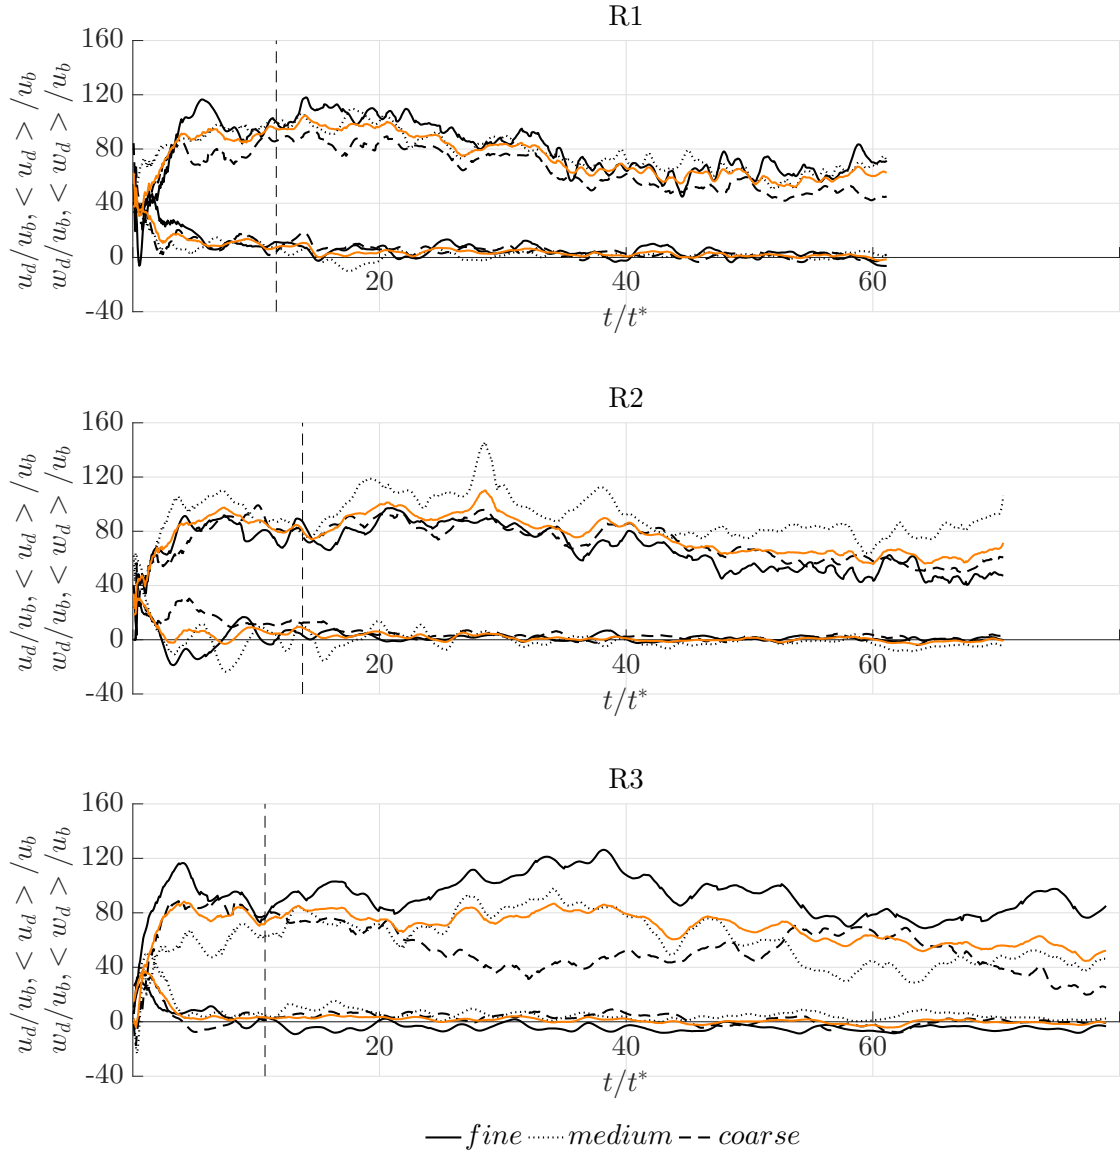 R1
u_d/u_b, < u_d > /u_b
w_d/u_b, < w_d > /u_b
160
120
80
40
0
-40
20
40
60
t/t*
R2
u_d/u_b, < u_d > /u_b
w_d/u_b, < w_d > /u_b
160
120
80
40
0
-40
20
40
60
t/t*
R3
u_d/u_b, < u_d > /u_b
w_d/u_b, < w_d > /u_b
160
120
80
40
0
-40
20
40
60
t/t*
fine medium coarse